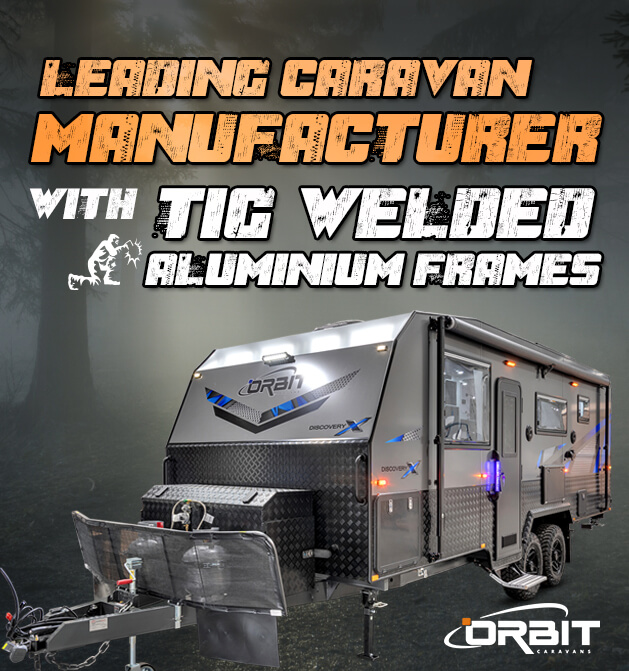 LEADING CARAVAN
MANUFACTURER
WITH TIG WELDED
ALUMINIUM FRAMES
ORBIT
DISCOVERY X
DISCOVERY X
ORBIT
CARAVANS